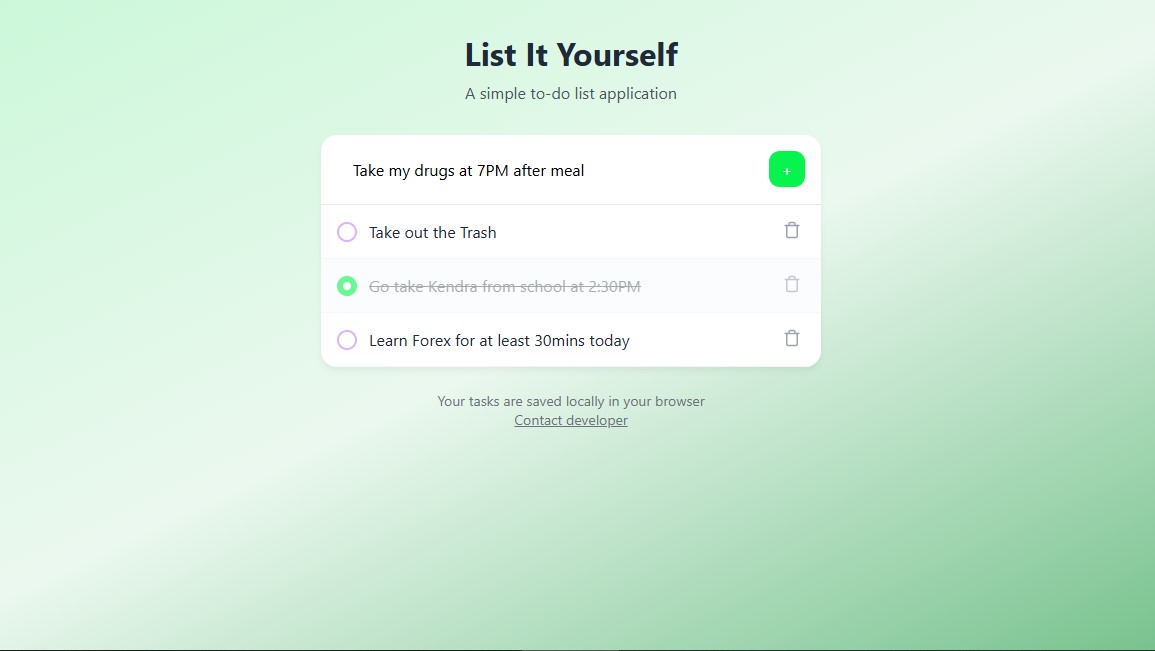 List It Yourself
A simple to-do list application
Take my drugs at 7PM after meal
+
Take out the Trash
Go take Kendra from school at 2:30PM
Learn Forex for at least 30mins today
Your tasks are saved locally in your browser
Contact developer